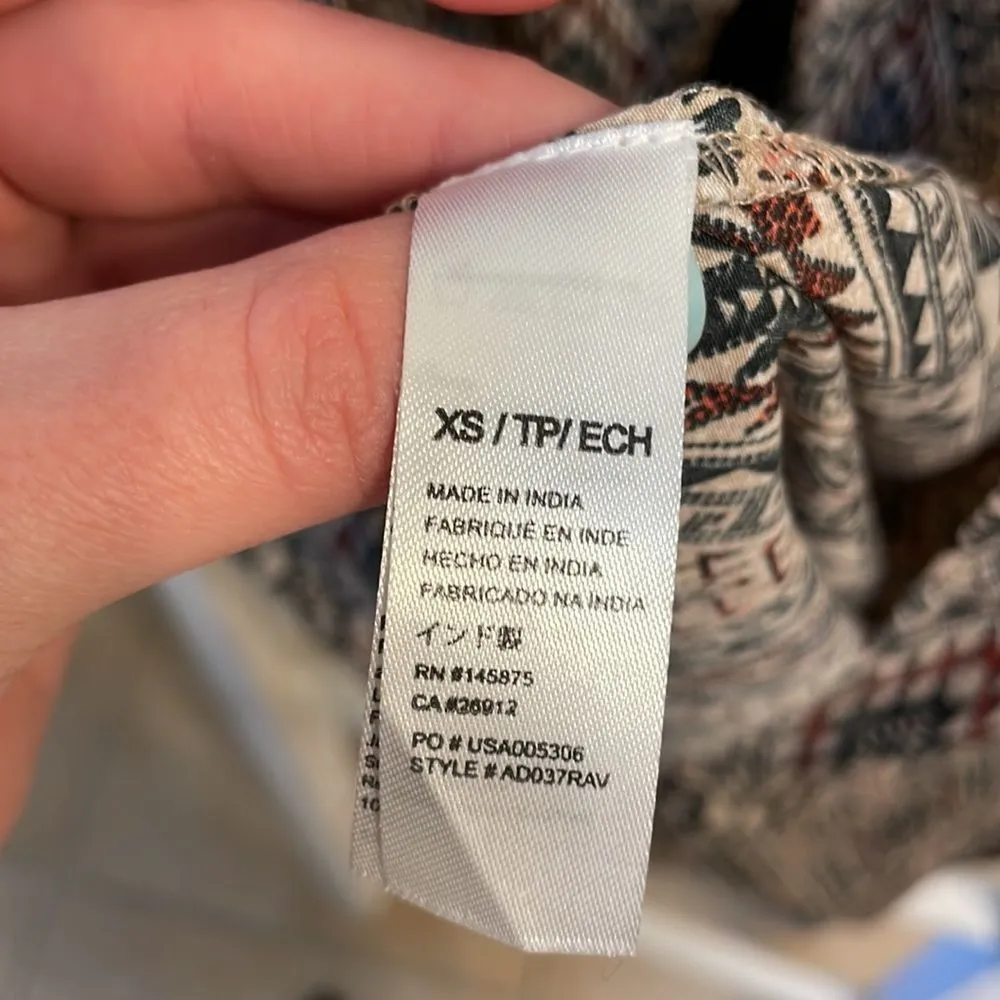 XS / TP/ ECH
MADE IN INDIA
FABRIQUÉ EN INDE
HECHO EN INDIA
FABRICADO NA INDIA
インド製
RN #145875
CA #26912
PO # USA005306
STYLE # AD037RAV
10